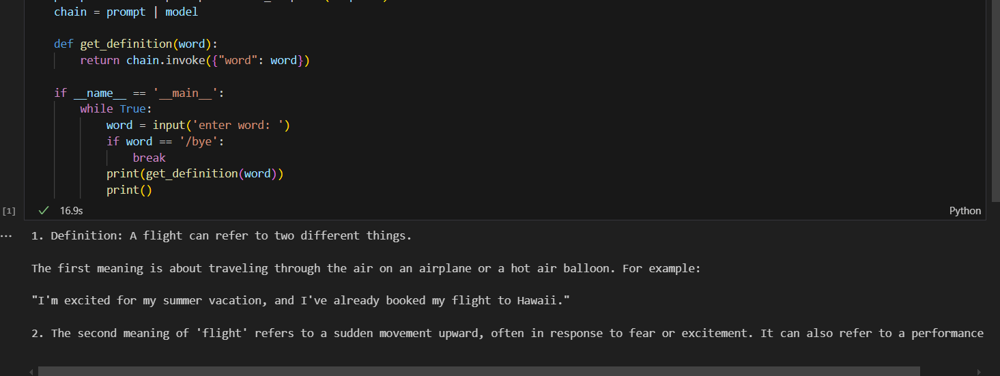 chain = prompt | model
def get_definition(word):
    return chain.invoke({"word": word})
if __name__ == '__main__':
    while True:
        word = input('enter word: ')
        if word == '/bye':
            break
        print(get_definition(word))
        print()
[1] ✓ 16.9s Python
... 1. Definition: A flight can refer to two different things.
The first meaning is about traveling through the air on an airplane or a hot air balloon. For example:
"I'm excited for my summer vacation, and I've already booked my flight to Hawaii."
2. The second meaning of 'flight' refers to a sudden movement upward, often in response to fear or excitement. It can also refer to a performance